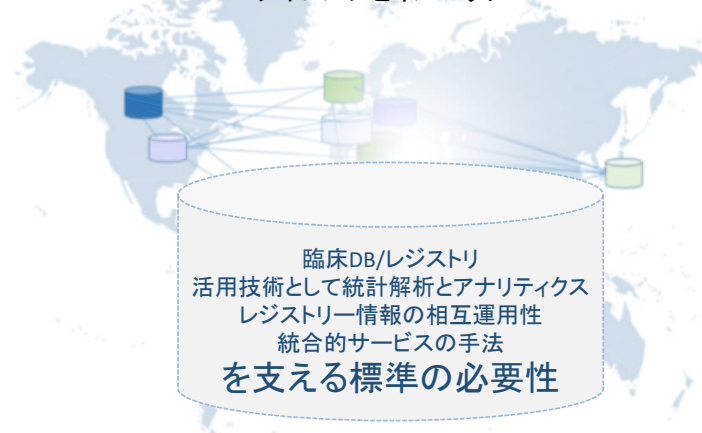 臨床DB/レジストリ
活用技術として統計解析とアナリティクス
レジストリー情報の相互運用性
統合的サービスの手法
を支える標準の必要性